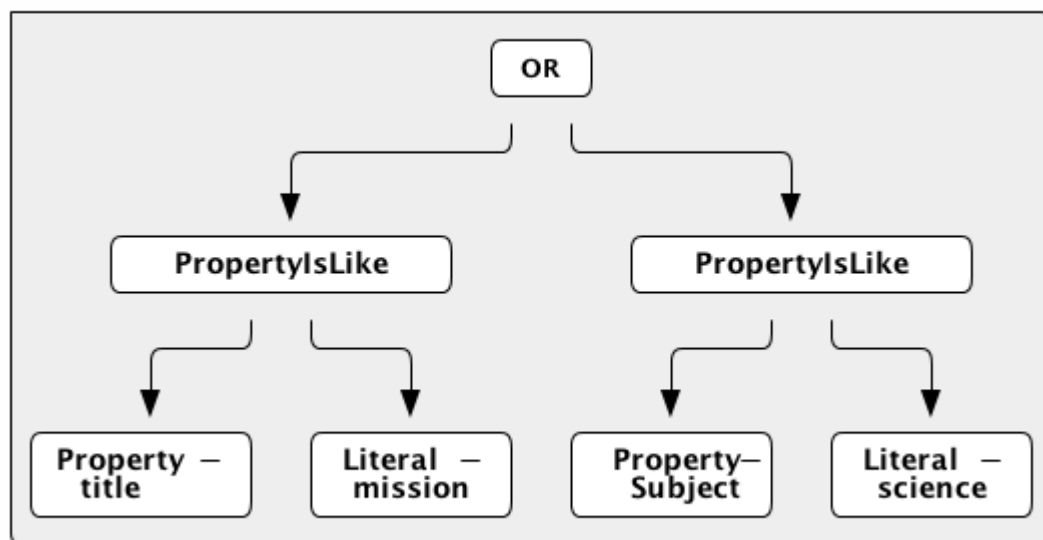 OR
PropertyIsLike
PropertyIsLike
Property –
title
Literal –
mission
Property–
Subject
Literal –
science